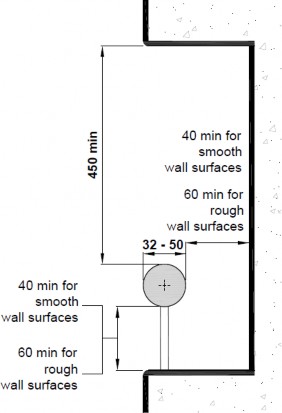 450 min
40 min for
smooth
wall surfaces
60 min for
rough
wall surfaces
32 - 50
40 min for
smooth
wall surfaces
60 min for
rough
wall surfaces